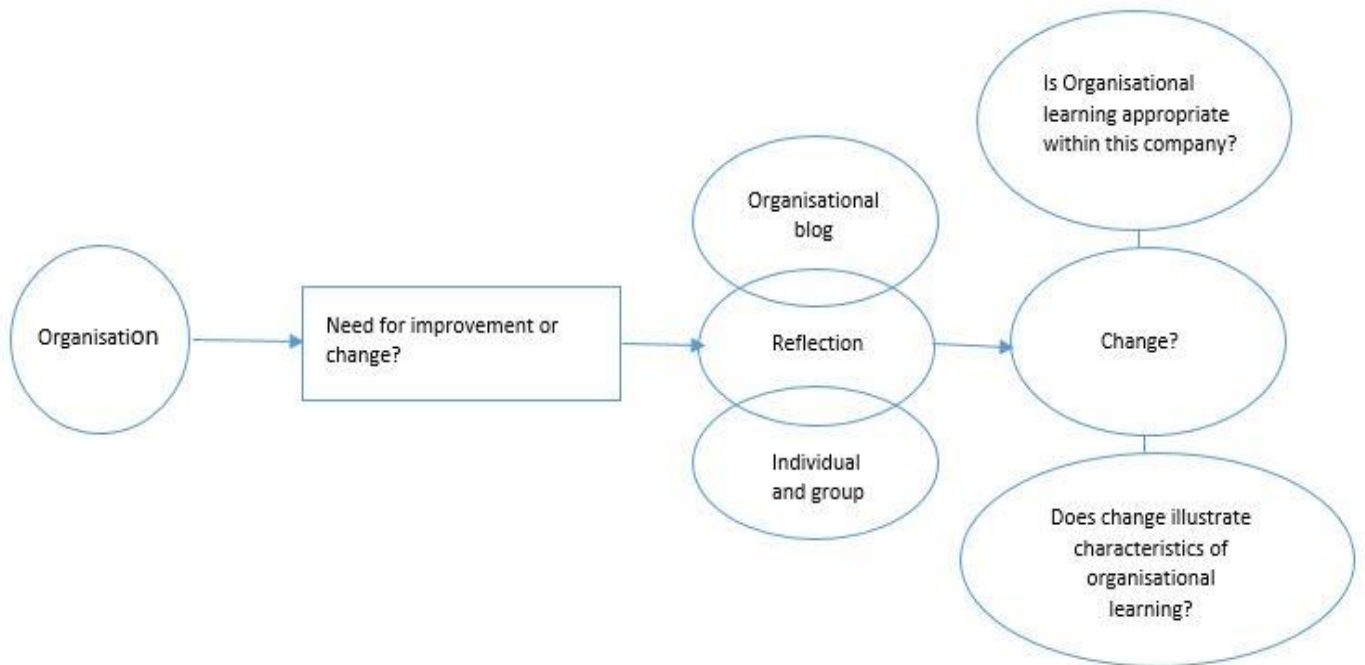 Organisation
Need for improvement or
change?
Organisational
blog
Reflection
Individual
and group
Is Organisational
learning appropriate
within this company?
Change?
Does change illustrate
characteristics of
organisational
learning?